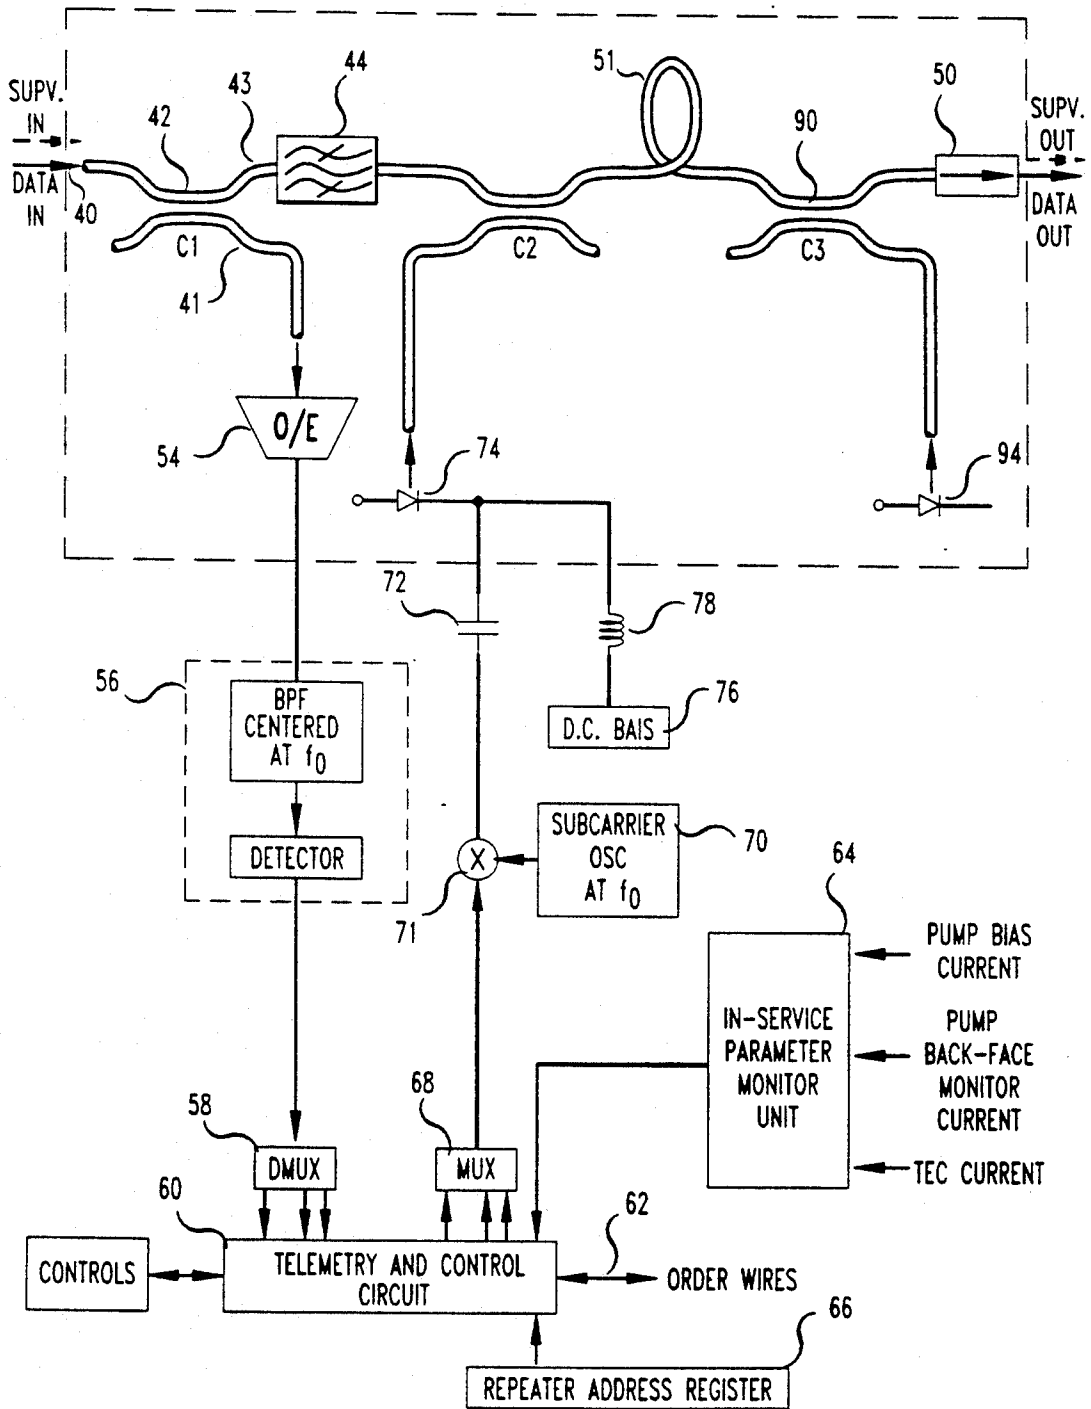 SUPV.
IN
DATA
IN
40
42
43
44
C1
41
51
C2
90
C3
50
SUPV.
OUT
DATA
OUT
O/E
54
74
94
72
78
76
D.C. BAIS
56
BPF
CENTERED
AT f0
DETECTOR
71
X
SUBCARRIER
OSC
AT f0
70
64
IN-SERVICE
PARAMETER
MONITOR
UNIT
PUMP BIAS
CURRENT
PUMP
BACK-FACE
MONITOR
CURRENT
TEC CURRENT
58
DMUX
68
MUX
60
62
CONTROLS
TELEMETRY AND CONTROL
CIRCUIT
ORDER WIRES
66
REPEATER ADDRESS REGISTER